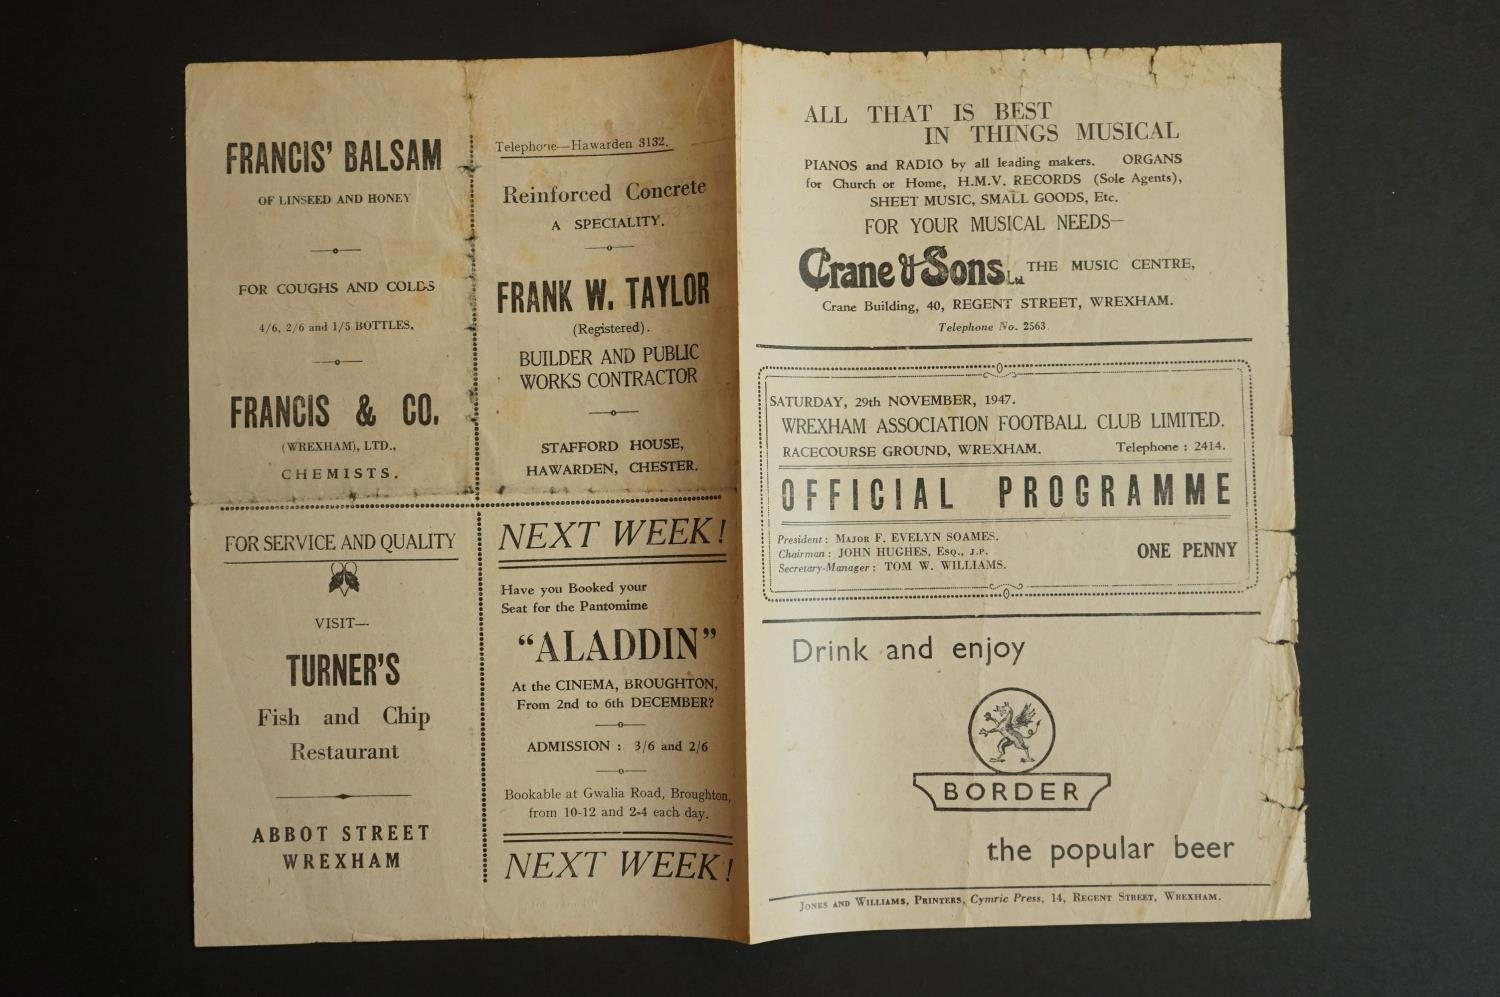 FRANCIS' BALSAM
OF LINSEED AND HONEY
FOR COUGHS AND COLDS
4/6, 2/6 and 1/5 BOTTLES.
FRANCIS & CO.
(WREXHAM), LTD.,
CHEMISTS.
Telephone—Hawarden 3132.
Reinforced Concrete
A SPECIALITY.
FRANK W. TAYLOR
(Registered).
BUILDER AND PUBLIC
WORKS CONTRACTOR
STAFFORD HOUSE,
HAWARDEN, CHESTER.
FOR SERVICE AND QUALITY
VISIT—
TURNER'S
Fish and Chip
Restaurant
ABBOT STREET
WREXHAM
NEXT WEEK!
Have you Booked your
Seat for the Pantomime
"ALADDIN"
At the CINEMA, BROUGHTON,
From 2nd to 6th DECEMBER?
ADMISSION : 3/6 and 2/6
Bookable at Gwalia Road, Broughton,
from 10-12 and 2-4 each day.
NEXT WEEK!
ALL THAT IS BEST
IN THINGS MUSICAL
PIANOS and RADIO by all leading makers. ORGANS
for Church or Home, H.M.V. RECORDS (Sole Agents),
SHEET MUSIC, SMALL GOODS, Etc.
FOR YOUR MUSICAL NEEDS—
Crane & Sons Ltd THE MUSIC CENTRE,
Crane Building, 40, REGENT STREET, WREXHAM.
Telephone No. 2563
SATURDAY, 29th NOVEMBER, 1947.
WREXHAM ASSOCIATION FOOTBALL CLUB LIMITED.
RACECOURSE GROUND, WREXHAM. Telephone : 2414.
OFFICIAL PROGRAMME
President : MAJOR F. EVELYN SOAMES.
Chairman : JOHN HUGHES, ESQ., J.P.
Secretary-Manager : TOM W. WILLIAMS.
ONE PENNY
Drink and enjoy
BORDER
the popular beer
JONES AND WILLIAMS, PRINTERS, Cymric Press, 14, REGENT STREET, WREXHAM.